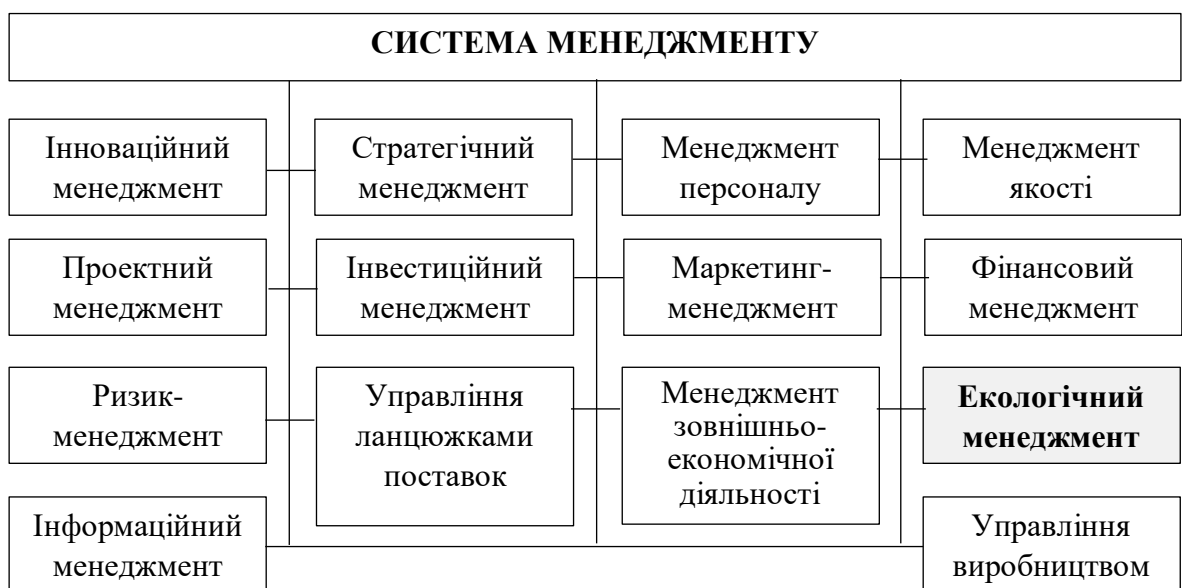 СИСТЕМА МЕНЕДЖМЕНТУ
Інноваційний
менеджмент
Стратегічний
менеджмент
Менеджмент
персоналу
Менеджмент
якості
Проектний
менеджмент
Інвестиційний
менеджмент
Маркетинг-
менеджмент
Фінансовий
менеджмент
Ризик-
менеджмент
Управління
ланцюжками
поставок
Менеджмент
зовнішньо-
економічної
діяльності
Екологічний
менеджмент
Інформаційний
менеджмент
Управління
виробництвом